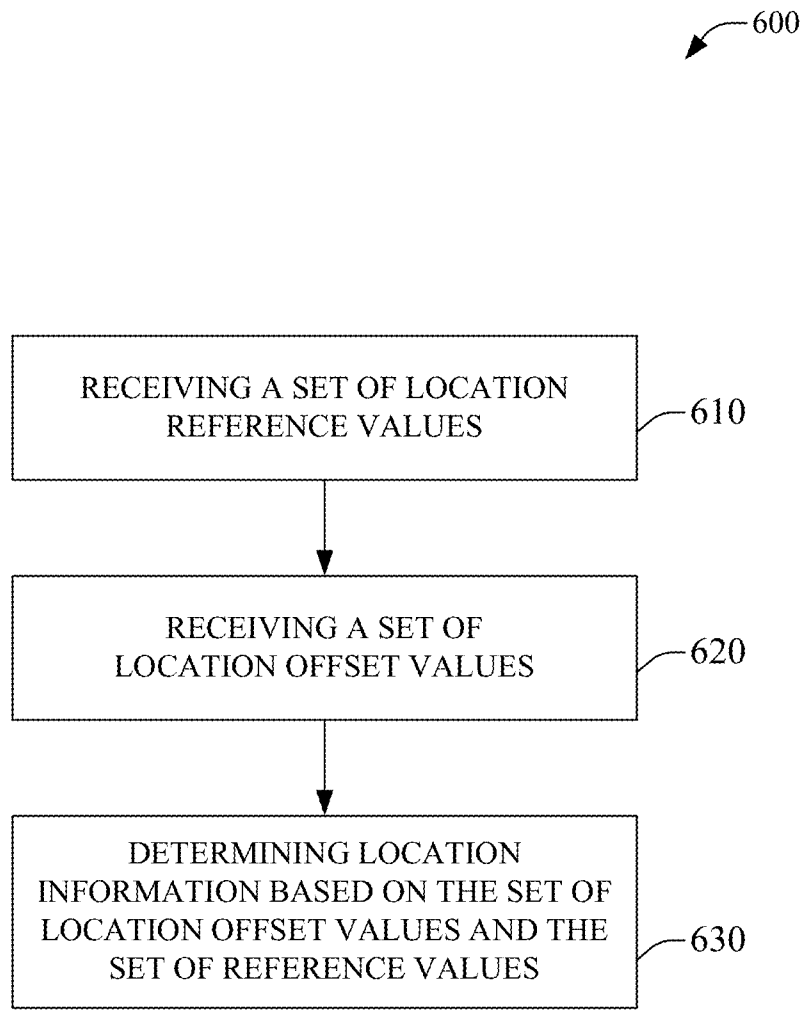 600
RECEIVING A SET OF LOCATION
REFERENCE VALUES
610
RECEIVING A SET OF
LOCATION OFFSET VALUES
620
DETERMINING LOCATION
INFORMATION BASED ON THE SET OF
LOCATION OFFSET VALUES AND THE
SET OF REFERENCE VALUES
630